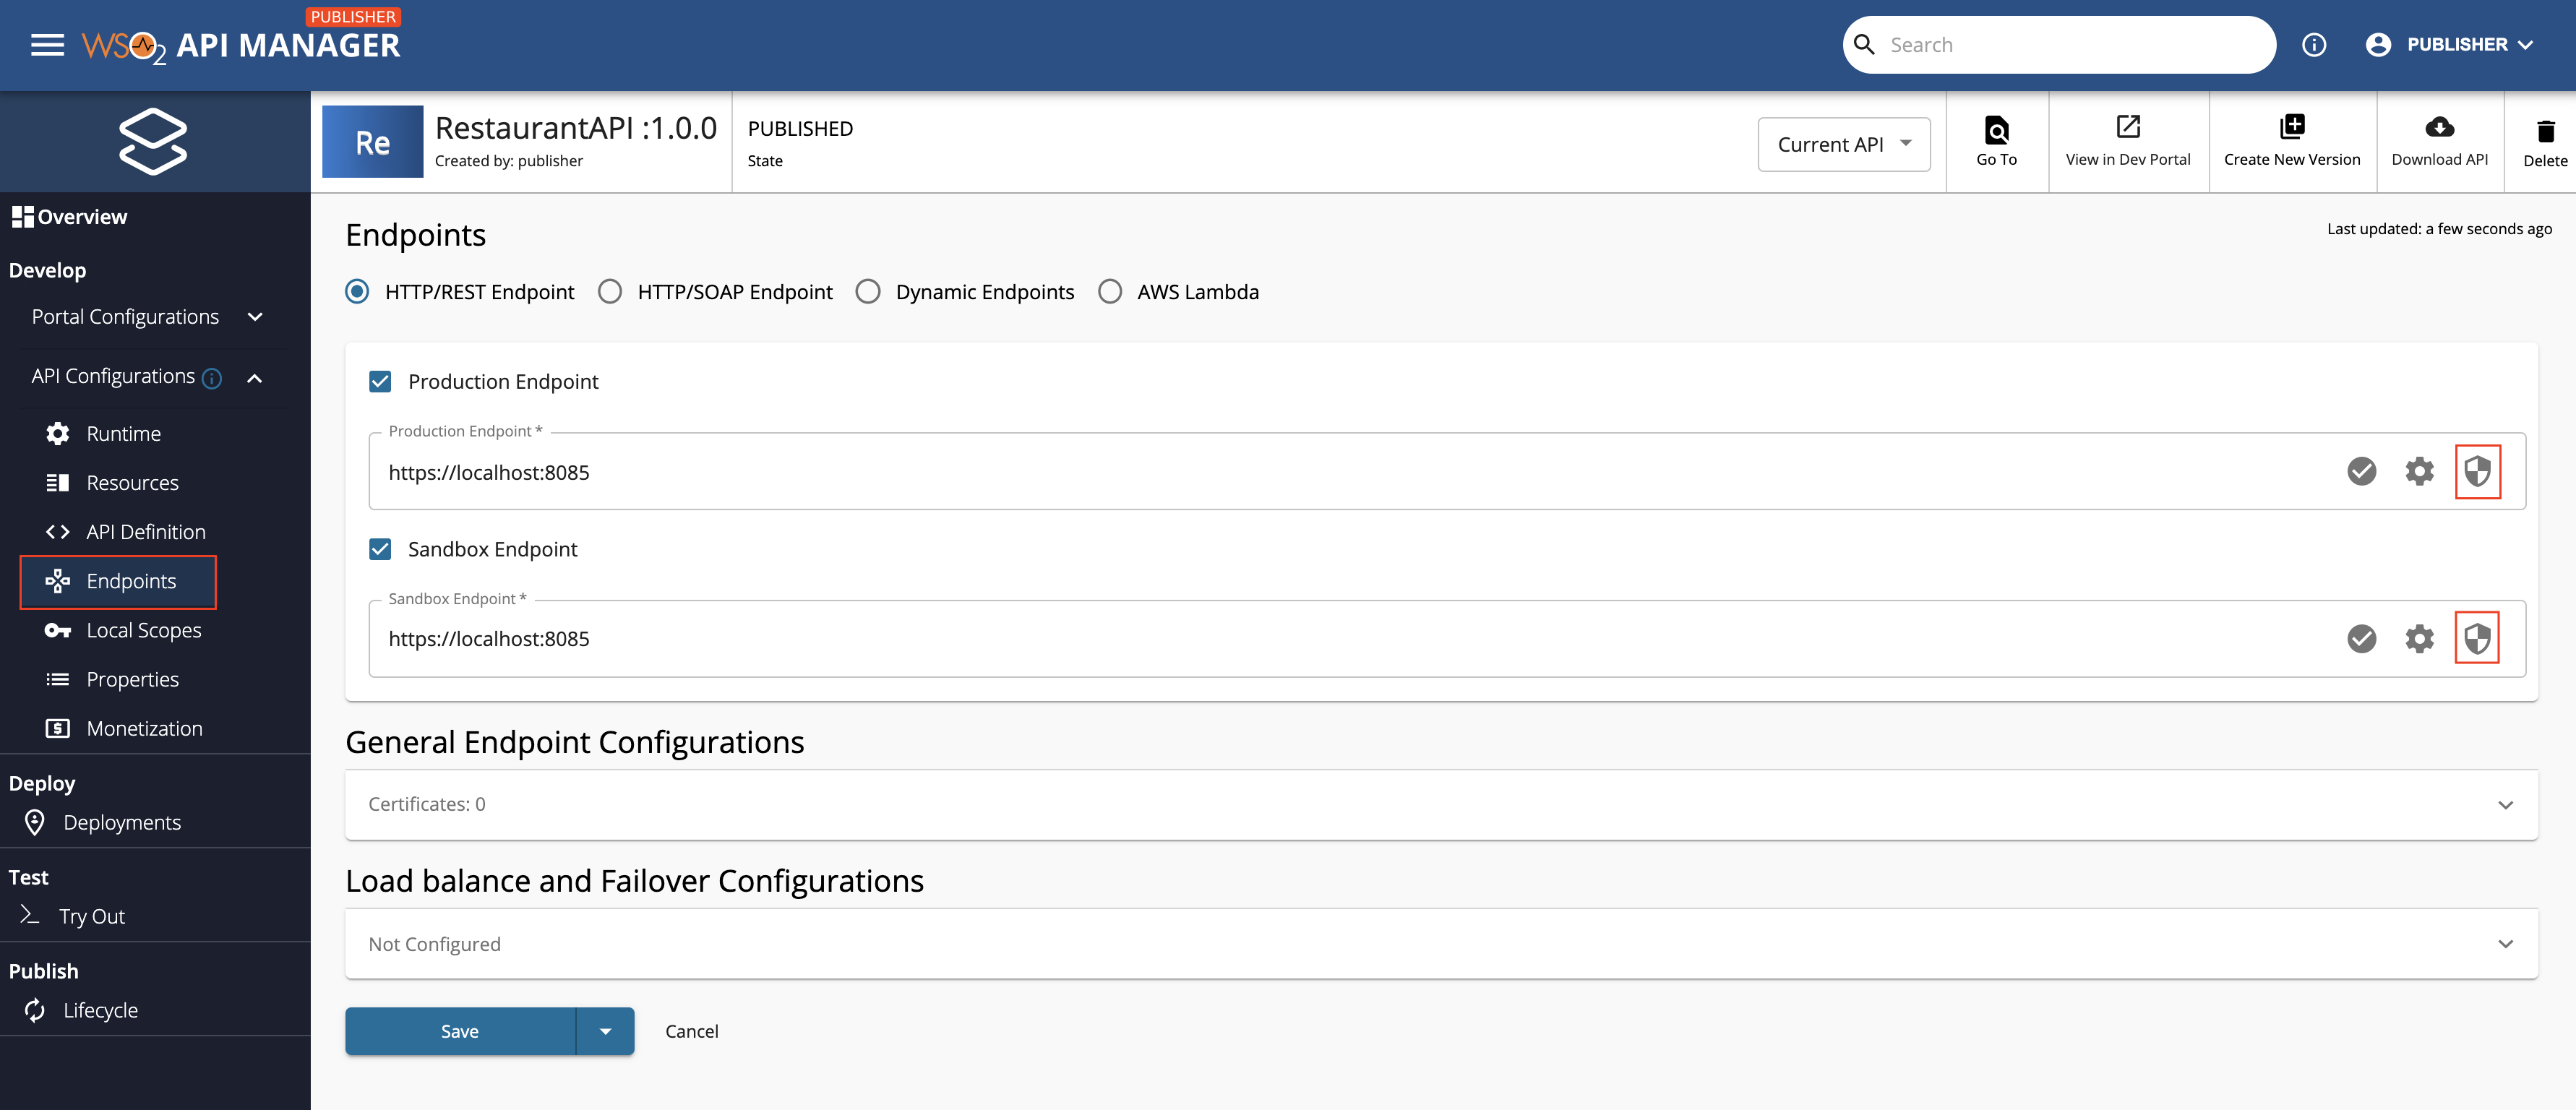 PUBLISHER
WSO2 API MANAGER
Search
PUBLISHER
Re
RestaurantAPI :1.0.0
Created by: publisher
PUBLISHED
State
Current API
Go To
View in Dev Portal
Create New Version
Download API
Delete
Overview
Develop
Portal Configurations
API Configurations
Runtime
Resources
API Definition
Endpoints
Local Scopes
Properties
Monetization
Deploy
Deployments
Test
Try Out
Publish
Lifecycle
Endpoints
Last updated: a few seconds ago
HTTP/REST Endpoint
HTTP/SOAP Endpoint
Dynamic Endpoints
AWS Lambda
Production Endpoint
Production Endpoint *
https://localhost:8085
Sandbox Endpoint
Sandbox Endpoint *
https://localhost:8085
General Endpoint Configurations
Certificates: 0
Load balance and Failover Configurations
Not Configured
Save
Cancel